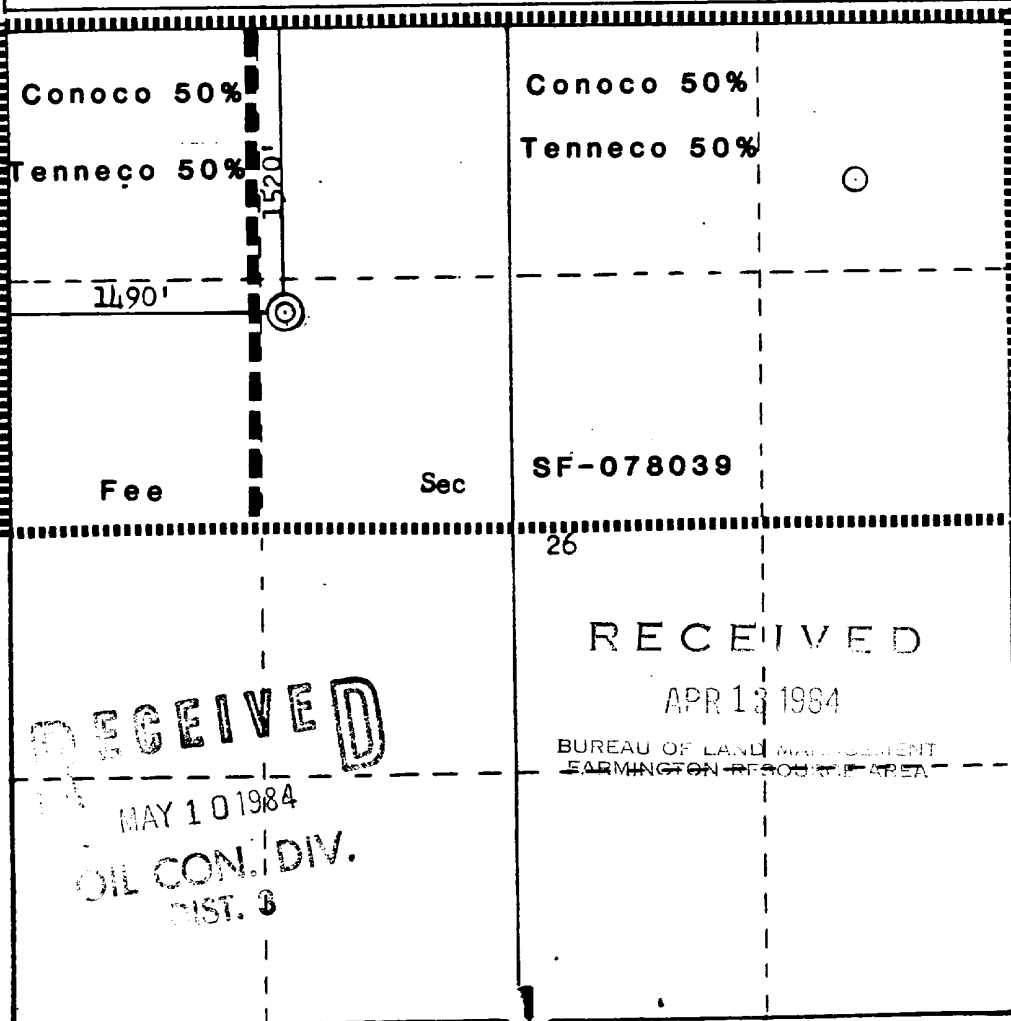 Conoco 50%
Tenneco 50%
1520'
1490'
Fee
Sec
Conoco 50%
Tenneco 50%
SF-078039
26
RECEIVED
APR 13 1984
BUREAU OF LAND MANAGEMENT
FARMINGTON RESOURCE AREA
RECEIVED
MAY 10 1984
OIL CON. DIV.
DIST. 3